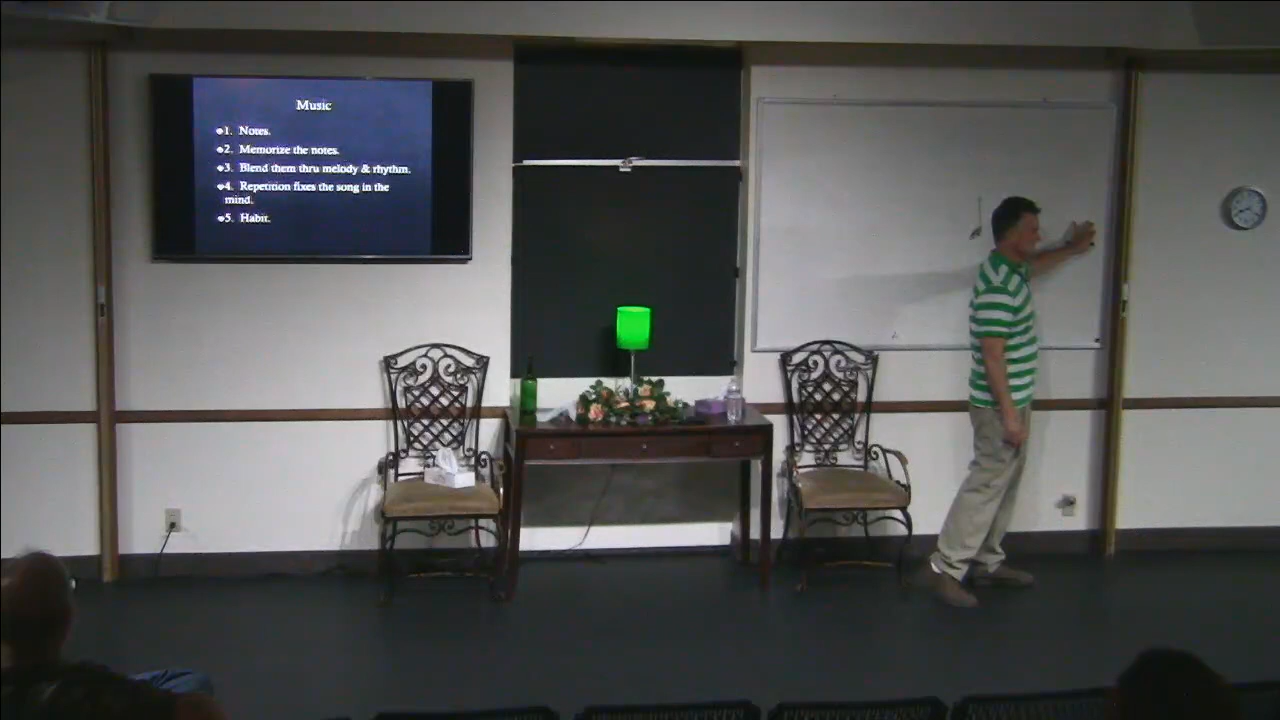 Music
1. Notes.
2. Memorize the notes.
3. Blend them thru melody & rhythm.
4. Repetition fixes the song in the
mind.
5. Habit.